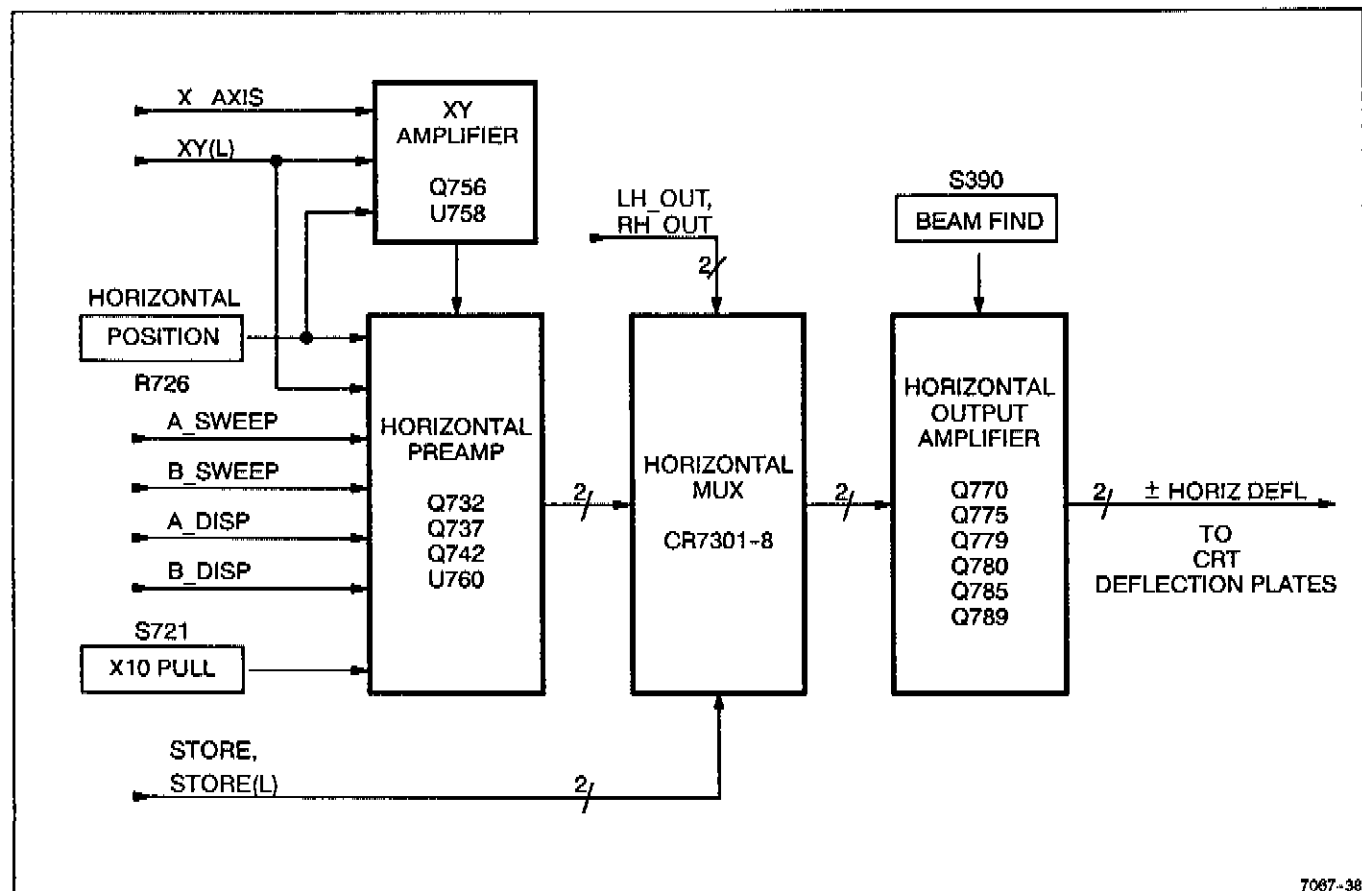 X AXIS
XY(L)
XY
AMPLIFIER
Q756
U758
LH_OUT,
RH_OUT
2/
S390
BEAM FIND
HORIZONTAL
POSITION
R726
A_SWEEP
B_SWEEP
A_DISP
B_DISP
S721
X10 PULL
HORIZONTAL
PREAMP
Q732
Q737
Q742
U760
2/
HORIZONTAL
MUX
CR7301-8
2/
HORIZONTAL
OUTPUT
AMPLIFIER
Q770
Q775
Q779
Q780
Q785
Q789
2/
± HORIZ DEFL
TO
CRT
DEFLECTION PLATES
STORE,
STORE(L)
2/
7067-38